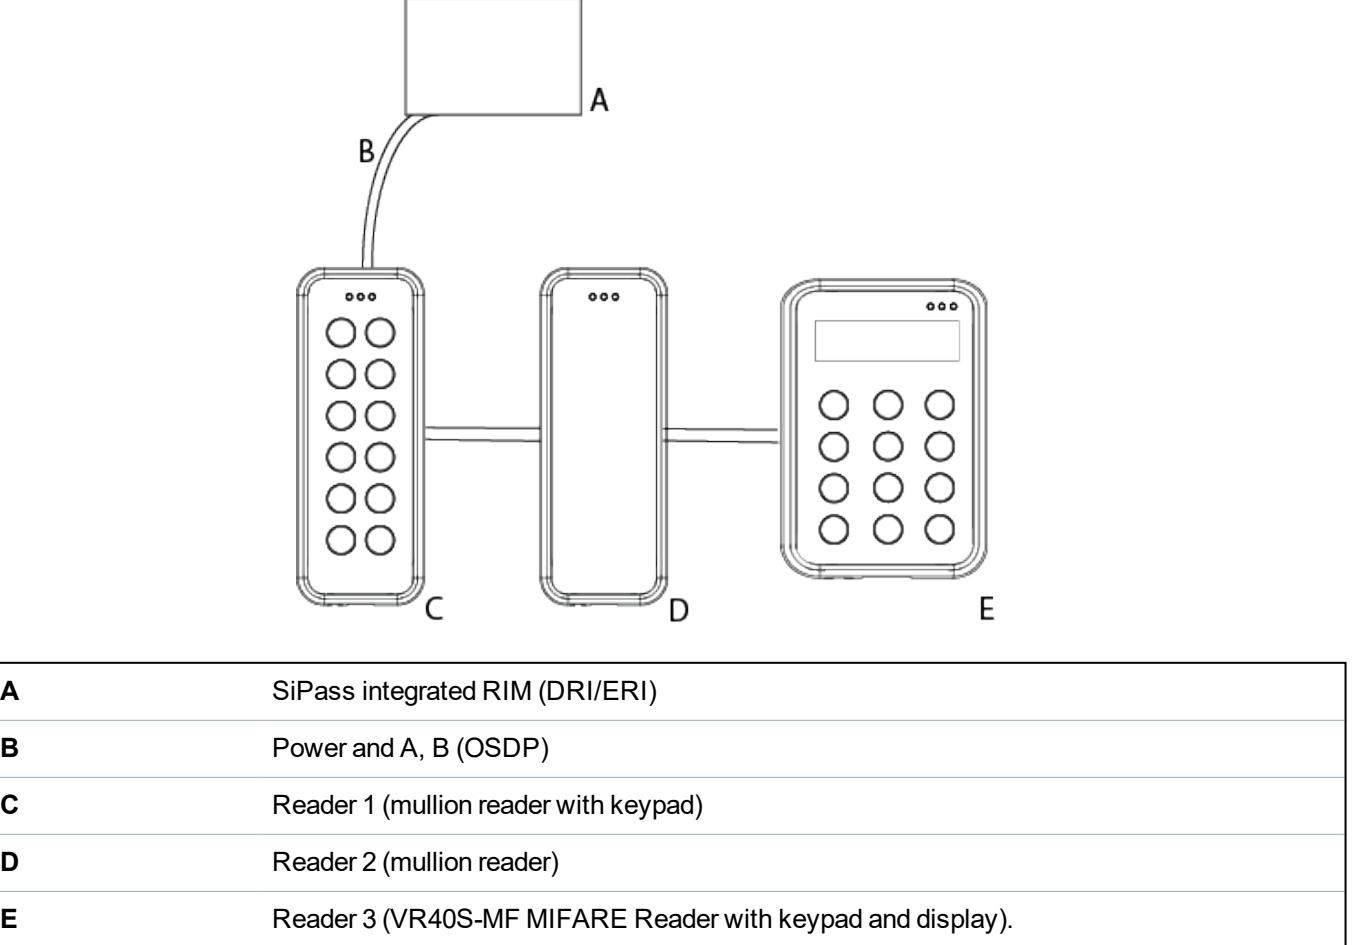 A
B
C
D
E
A SiPass integrated RIM (DRI/ERI)
B Power and A, B (OSDP)
C Reader 1 (mullion reader with keypad)
D Reader 2 (mullion reader)
E Reader 3 (VR40S-MF MIFARE Reader with keypad and display).